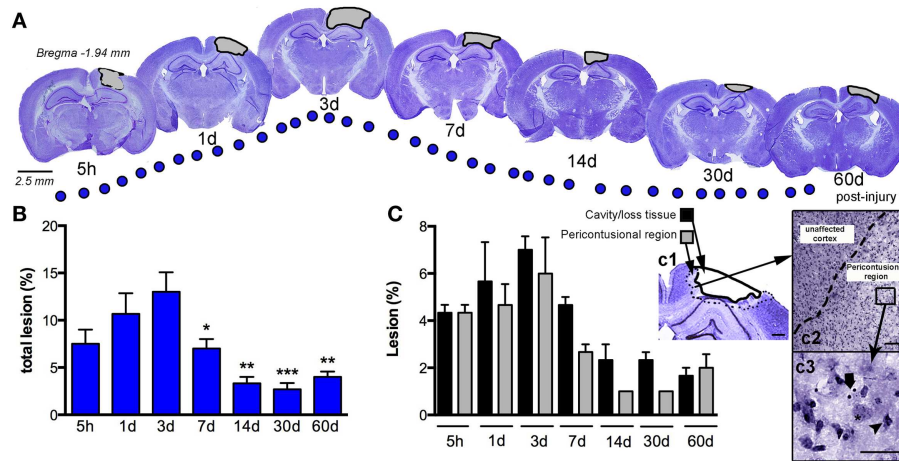 A
Bregma -1.94 mm
5h
1d
3d
7d
14d
30d
60d
post-injury
2.5 mm
B
total lesion (%)
20
15
10
5
0
*
**
***
**
5h 1d 3d 7d 14d 30d 60d
C
Cavity/loss tissue
Pericontusional region
Lesion (%)
8
6
4
2
0
5h 1d 3d 7d 14d 30d 60d
c1
unaffected
cortex
Pericontusion
region
c2
c3
*